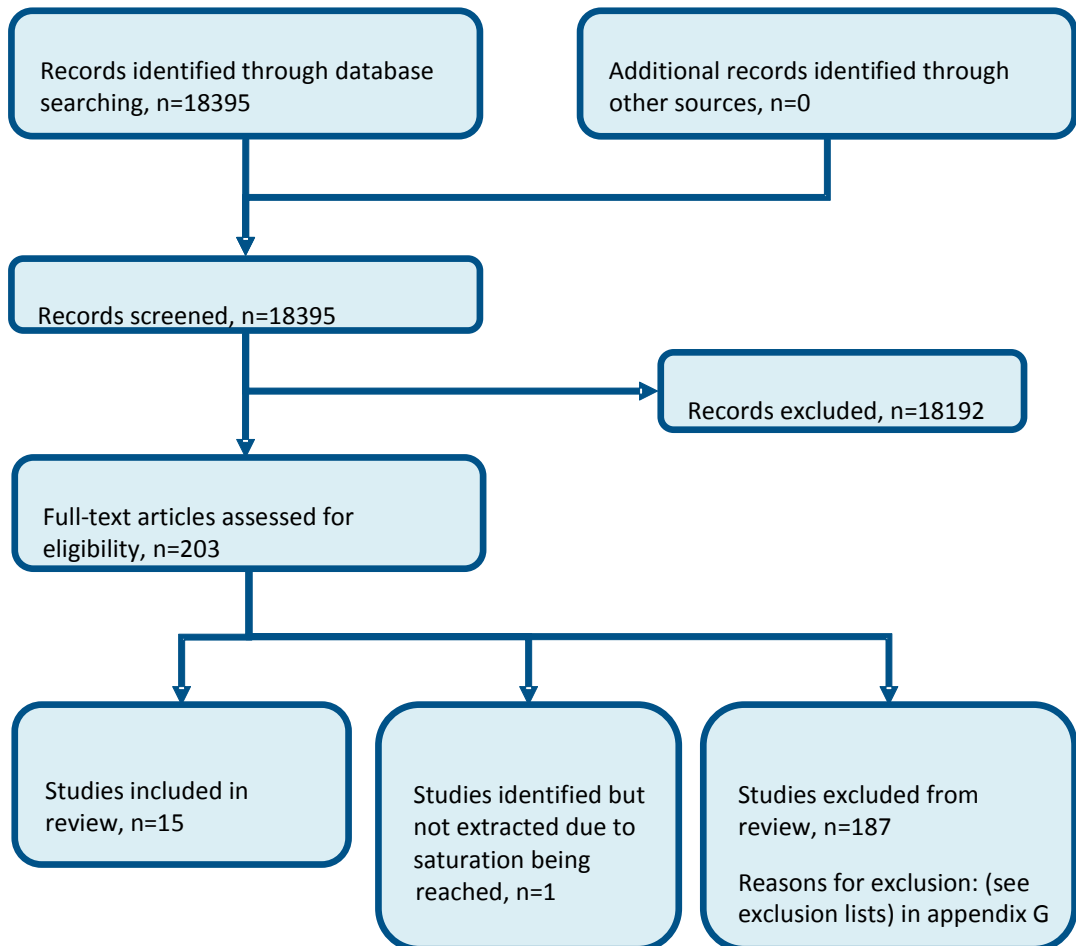 Records identified through database
searching, n=18395
Additional records identified through
other sources, n=0
Records screened, n=18395
Records excluded, n=18192
Full-text articles assessed for
eligibility, n=203
Studies included in
review, n=15
Studies identified but
not extracted due to
saturation being
reached, n=1
Studies excluded from
review, n=187
Reasons for exclusion: (see
exclusion lists) in appendix G